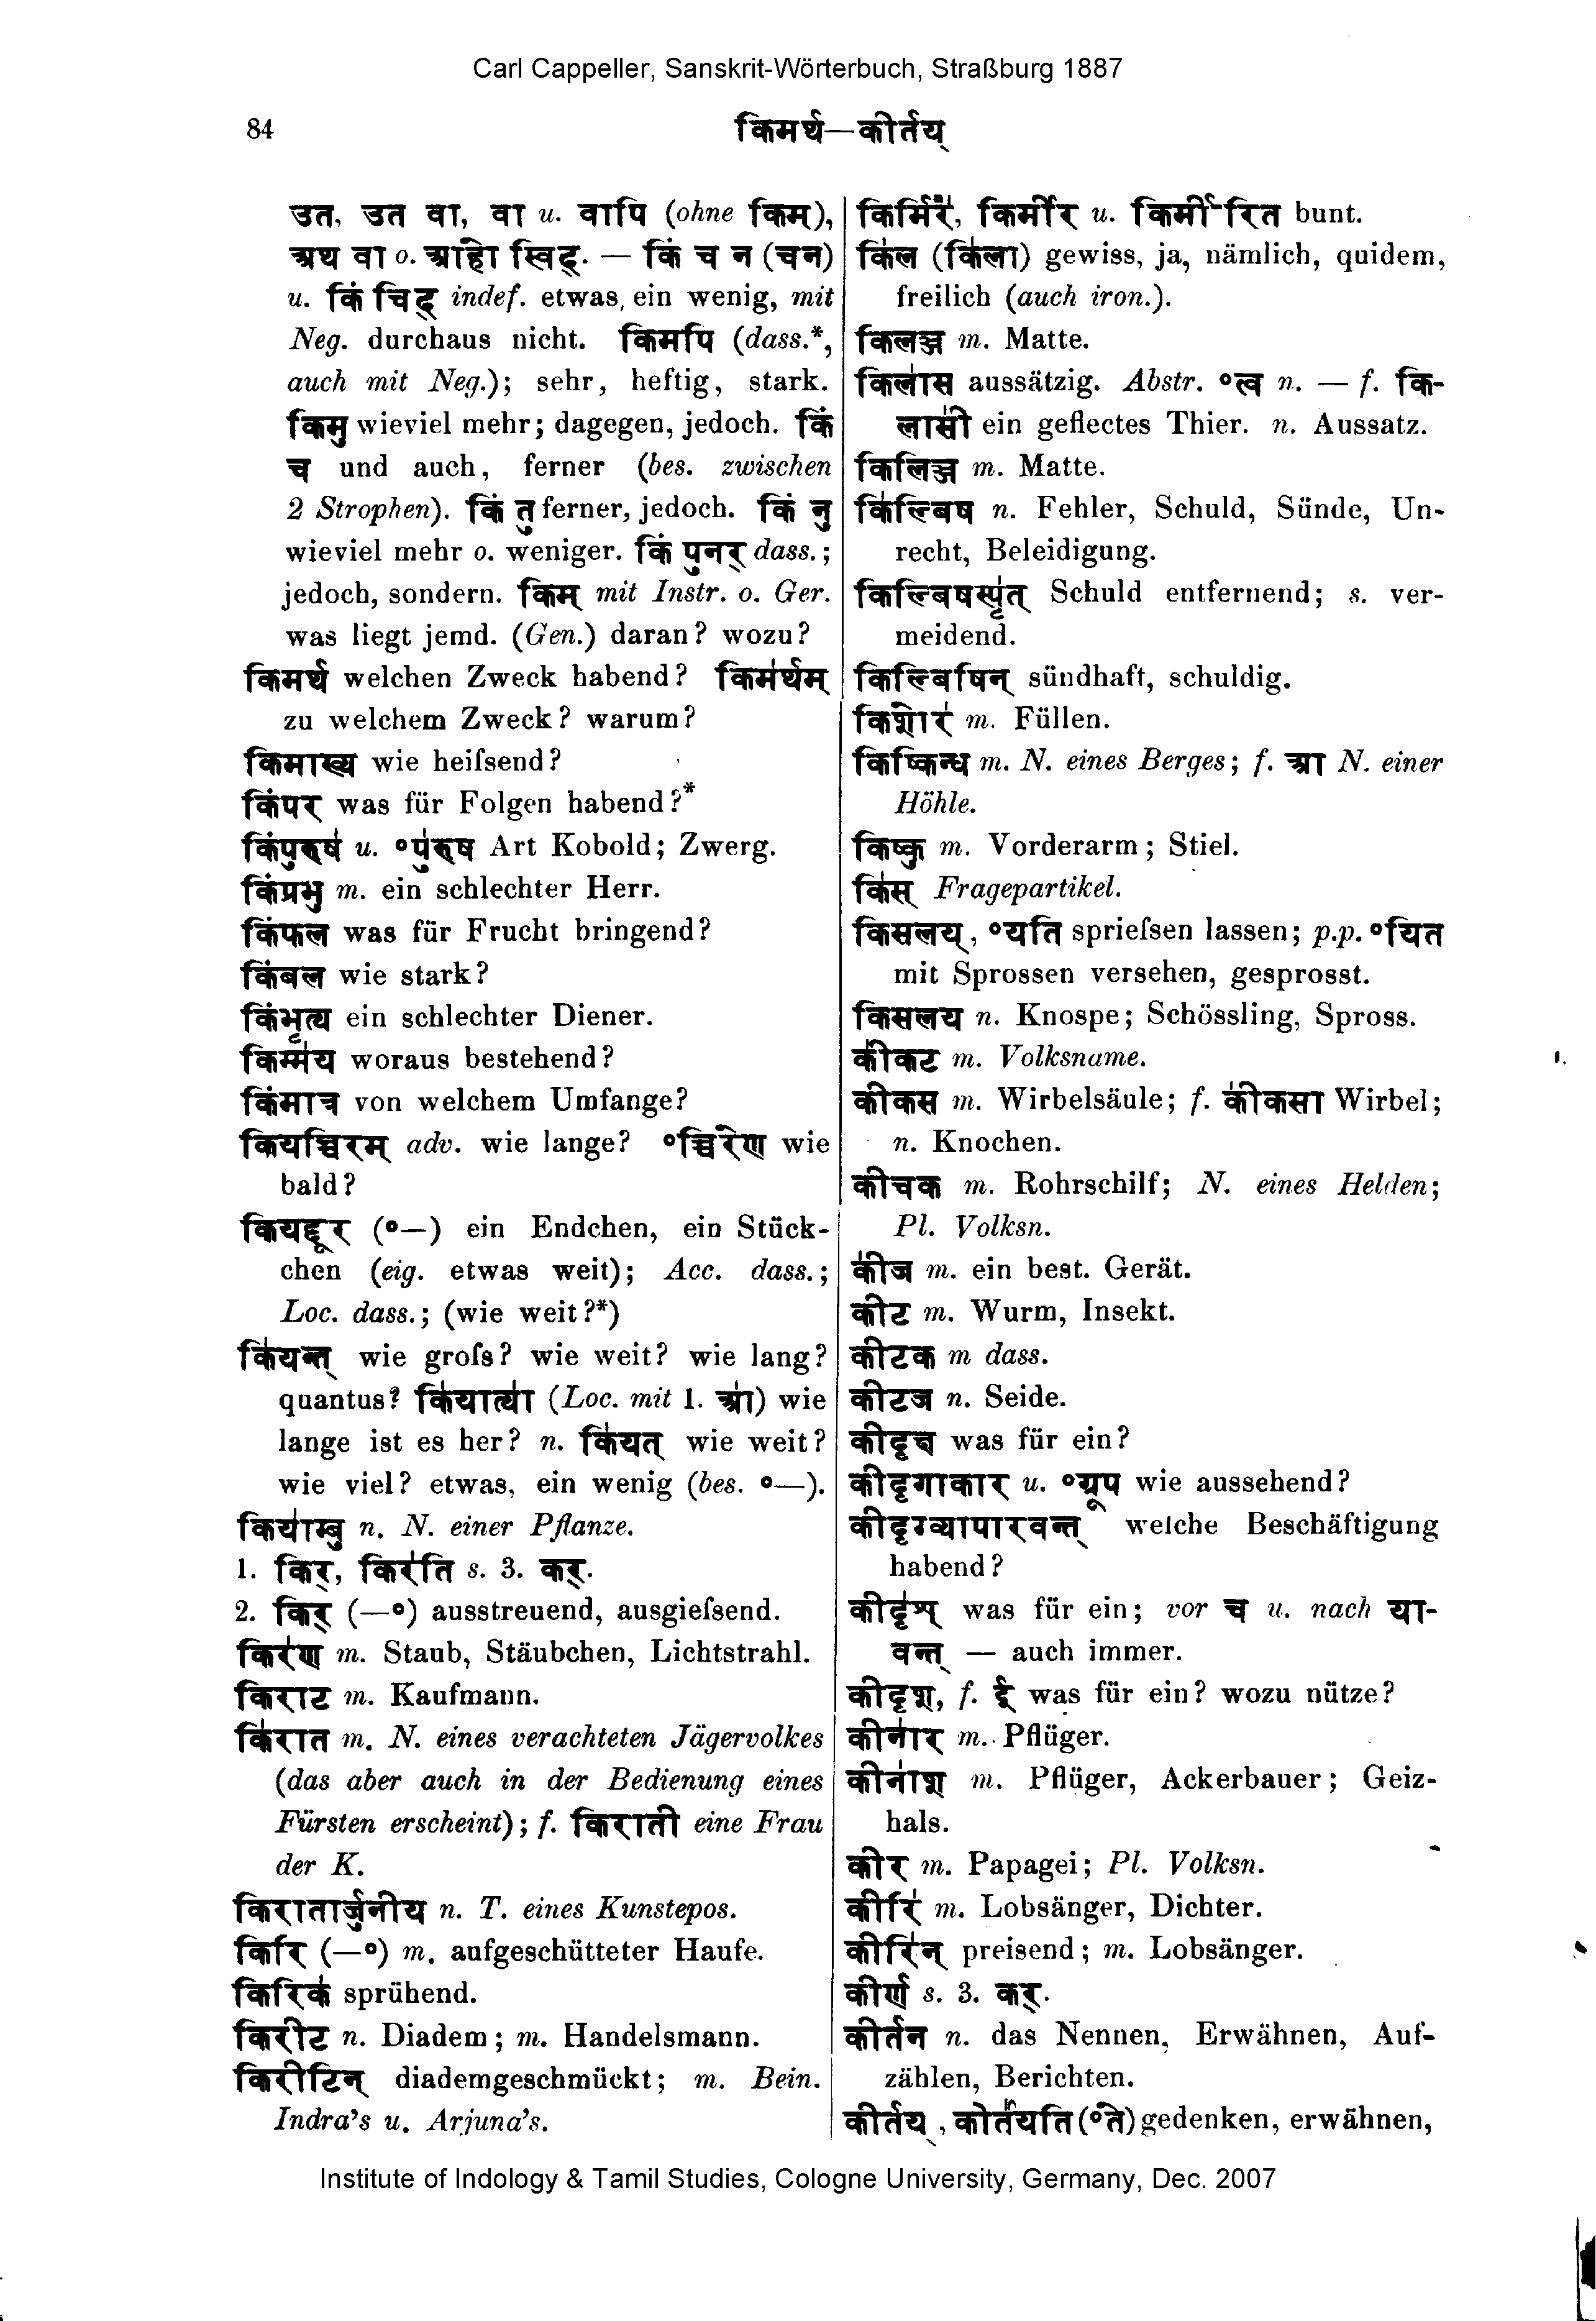 Carl Cappeller, Sanskrit-Wörterbuch, Straßburg 1887
84
किमर्थ—कीर्तय्
उत, उत वा, वा u. वापि (ohne किम्),
अथ वा o. आहो स्विद्. — किं च न (चन)
u. किं चिद् indef. etwas, ein wenig, mit
Neg. durchaus nicht. किमपि (dass.*,
auch mit Neg.); sehr, heftig, stark.
किमु wieviel mehr; dagegen, jedoch. किं
च und auch, ferner (bes. zwischen
2 Strophen). किं तु ferner, jedoch. किं नु
wieviel mehr o. weniger. किं पुनर् dass.;
jedoch, sondern. किम् mit Instr. o. Ger.
was liegt jemd. (Gen.) daran? wozu?
किमर्थ welchen Zweck habend? किम॑र्थम्
zu welchem Zweck? warum?
किमाख्य wie heiſsend?
किंपर was für Folgen habend?*
किंपुरुष॑ u. °पु॑रुष Art Kobold; Zwerg.
किंप्रभु m. ein schlechter Herr.
किंफल was für Frucht bringend?
किंबल wie stark?
किंभृत्य ein schlechter Diener.
किम्म॑य woraus bestehend?
किंमात्र von welchem Umfange?
कियच्चिरम् adv. wie lange? °च्चिरेण wie
bald?
कियद्दूर (°—) ein Endchen, ein Stück-
chen (eig. etwas weit); Acc. dass.;
Loc. dass.; (wie weit?*)
कि॑यन्त् wie groſs? wie weit? wie lang?
quantus? कि॑यात्या॑ (Loc. mit 1. आ॑) wie
lange ist es her? n. कि॑यत् wie weit?
wie viel? etwas, ein wenig (bes. °—).
किया॑म्बु n. N. einer Pflanze.
1. किर्, किर॑ति s. 3. कर्.
2. किर् (—°) ausstreuend, ausgieſsend.
किर॑ण m. Staub, Stäubchen, Lichtstrahl.
किराट m. Kaufmann.
कि॑रात m. N. eines verachteten Jägervolkes
(das aber auch in der Bedienung eines
Fürsten erscheint); f. किराती eine Frau
der K.
किरातार्जुनीय n. T. eines Kunstepos.
किरि (—°) m. aufgeschütteter Haufe.
किरिक॑ sprühend.
किरीट n. Diadem; m. Handelsmann.
किरीटिन् diademgeschmückt; m. Bein.
Indra's u. Arjuna's.
किर्मिर॑, किर्मीर u. किर्मीरित bunt.
कि॑ल (कि॑ला) gewiss, ja, nämlich, quidem,
freilich (auch iron.).
किलञ्ज m. Matte.
किला॑स aussätzig. Abstr. °त्व n. — f. कि-
लासी॑ ein geflectes Thier. n. Aussatz.
किलिञ्ज m. Matte.
कि॑ल्बिष n. Fehler, Schuld, Sünde, Un-
recht, Beleidigung.
किल्बिषस्पृ॑त् Schuld entfernend; s. ver-
meidend.
किल्बिषिन् sündhaft, schuldig.
किशोर॑ m. Füllen.
किष्किन्ध m. N. eines Berges; f. आ N. einer
Höhle.
किष्कु m. Vorderarm; Stiel.
कि॑स् Fragepartikel.
किसलय्, °यति sprieſsen lassen; p.p. °यित
mit Sprossen versehen, gesprosst.
किसलय n. Knospe; Schössling, Spross.
की॑कट m. Volksname.
कीकस m. Wirbelsäule; f. की॑कसा Wirbel;
n. Knochen.
कीचक m. Rohrschilf; N. eines Helden;
Pl. Volksn.
की॑ज m. ein best. Gerät.
कीट m. Wurm, Insekt.
कीटक m dass.
कीटज n. Seide.
कीदृक्ष was für ein?
कीदृगाकार u. °ग्रूप wie aussehend?
कीदृग्व्यापारवन्त् welche Beschäftigung
habend?
कीदृ॑श् was für ein; vor च u. nach या-
वन्त् — auch immer.
कीदृश, f. ई was für ein? wozu nütze?
कीना॑र m. Pflüger.
कीना॑श m. Pflüger, Ackerbauer; Geiz-
hals.
कीर m. Papagei; Pl. Volksn.
कीरि॑ m. Lobsänger, Dichter.
कीरि॑न् preisend; m. Lobsänger.
कीर्ण s. 3. कर्.
कीर्तन n. das Nennen, Erwähnen, Auf-
zählen, Berichten.
कीर्तय्, कीर्त॑यति (°ते) gedenken, erwähnen,
Institute of Indology & Tamil Studies, Cologne University, Germany, Dec. 2007